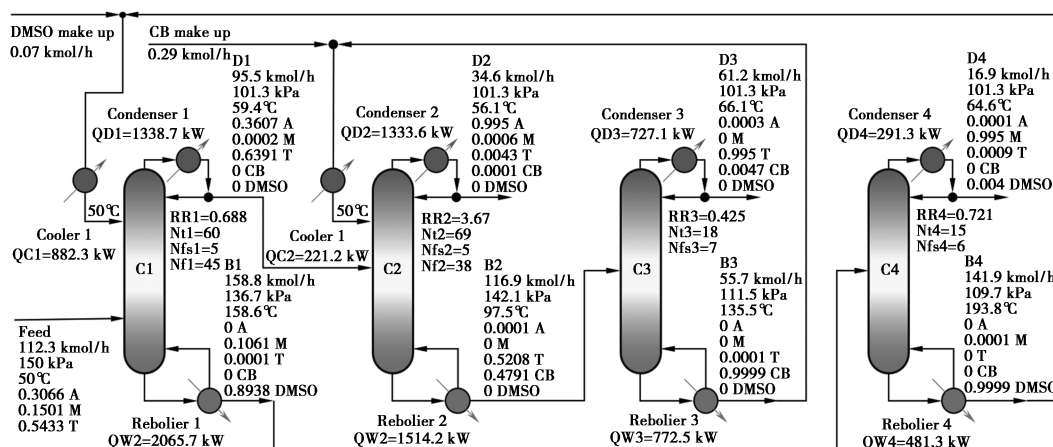 DMSO make up
0.07 kmol/h
CB make up
0.29 kmol/h
D1
95.5 kmol/h
101.3 kPa
59.4℃
0.3607 A
0.0002 M
0.6391 T
0 CB
0 DMSO
Condenser 1
QD1=1338.7 kW
50℃
Cooler 1
QC1=882.3 kW
C1
RR1=0.688
Nt1=60
Nfs1=5
Nf1=45
B1
158.8 kmol/h
136.7 kPa
158.6℃
0 A
0.1061 M
0.0001 T
0 CB
0.8938 DMSO
Feed
112.3 kmol/h
150 kPa
50℃
0.3066 A
0.1501 M
0.5433 T
Rebolier 1
QW2=2065.7 kW
D2
34.6 kmol/h
101.3 kPa
56.1℃
0.995 A
0.0006 M
0.0043 T
0.0001 CB
0 DMSO
Condenser 2
QD2=1333.6 kW
50℃
Cooler 1
QC2=221.2 kW
C2
RR2=3.67
Nt2=69
Nfs2=5
Nf2=38
B2
116.9 kmol/h
142.1 kPa
97.5℃
0.0001 A
0 M
0.5208 T
0.4791 CB
0 DMSO
Rebolier 2
QW2=1514.2 kW
D3
61.2 kmol/h
101.3 kPa
66.1℃
0.0003 A
0 M
0.995 T
0.0047 CB
0 DMSO
Condenser 3
QD3=727.1 kW
C3
RR3=0.425
Nt3=18
Nfs3=7
B3
55.7 kmol/h
111.5 kPa
135.5℃
0 A
0 M
0.0001 T
0.9999 CB
0 DMSO
Rebolier 3
QW3=772.5 kW
D4
16.9 kmol/h
101.3 kPa
64.6℃
0.0001 A
0.995 M
0.0009 T
0 CB
0.004 DMSO
Condenser 4
QD4=291.3 kW
C4
RR4=0.721
Nt4=15
Nfs4=6
B4
141.9 kmol/h
109.7 kPa
193.8℃
0 A
0.0001 M
0 T
0 CB
0.9999 DMSO
Rebolier 4
QW4=481.3 kW